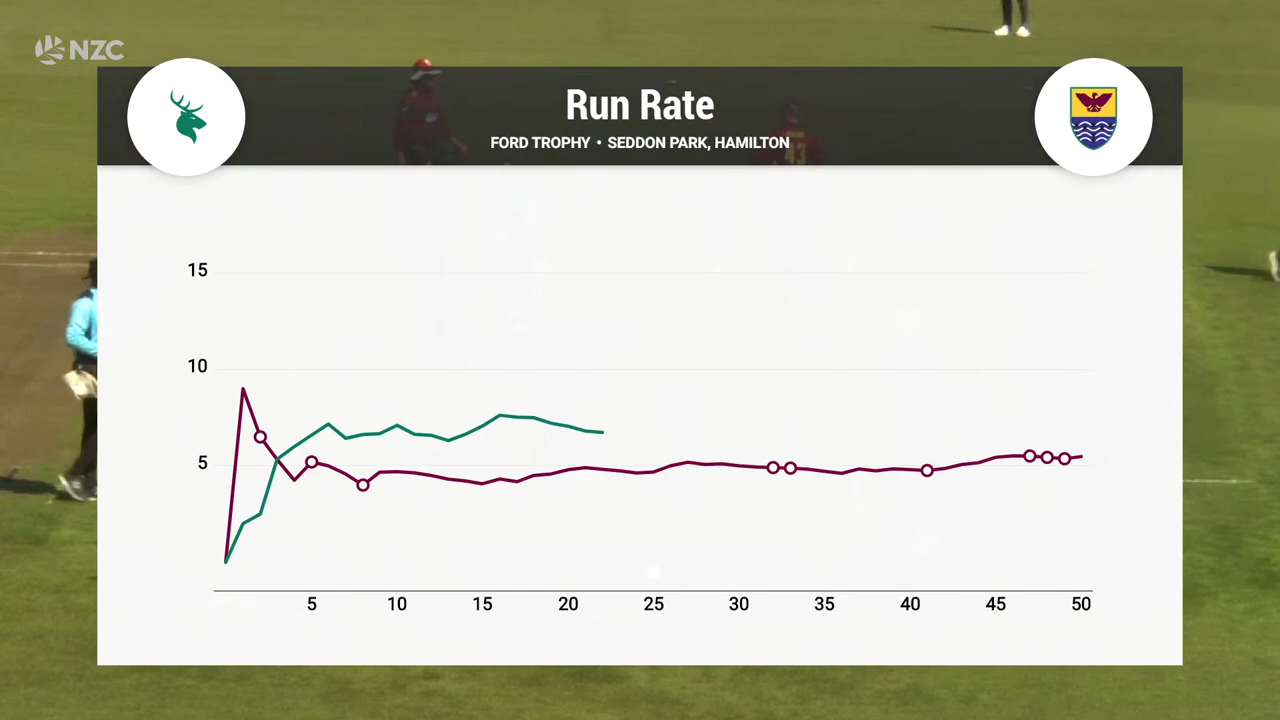 NZC
Run Rate
FORD TROPHY • SEDDON PARK, HAMILTON
43
15
10
5
5 10 15 20 25 30 35 40 45 50